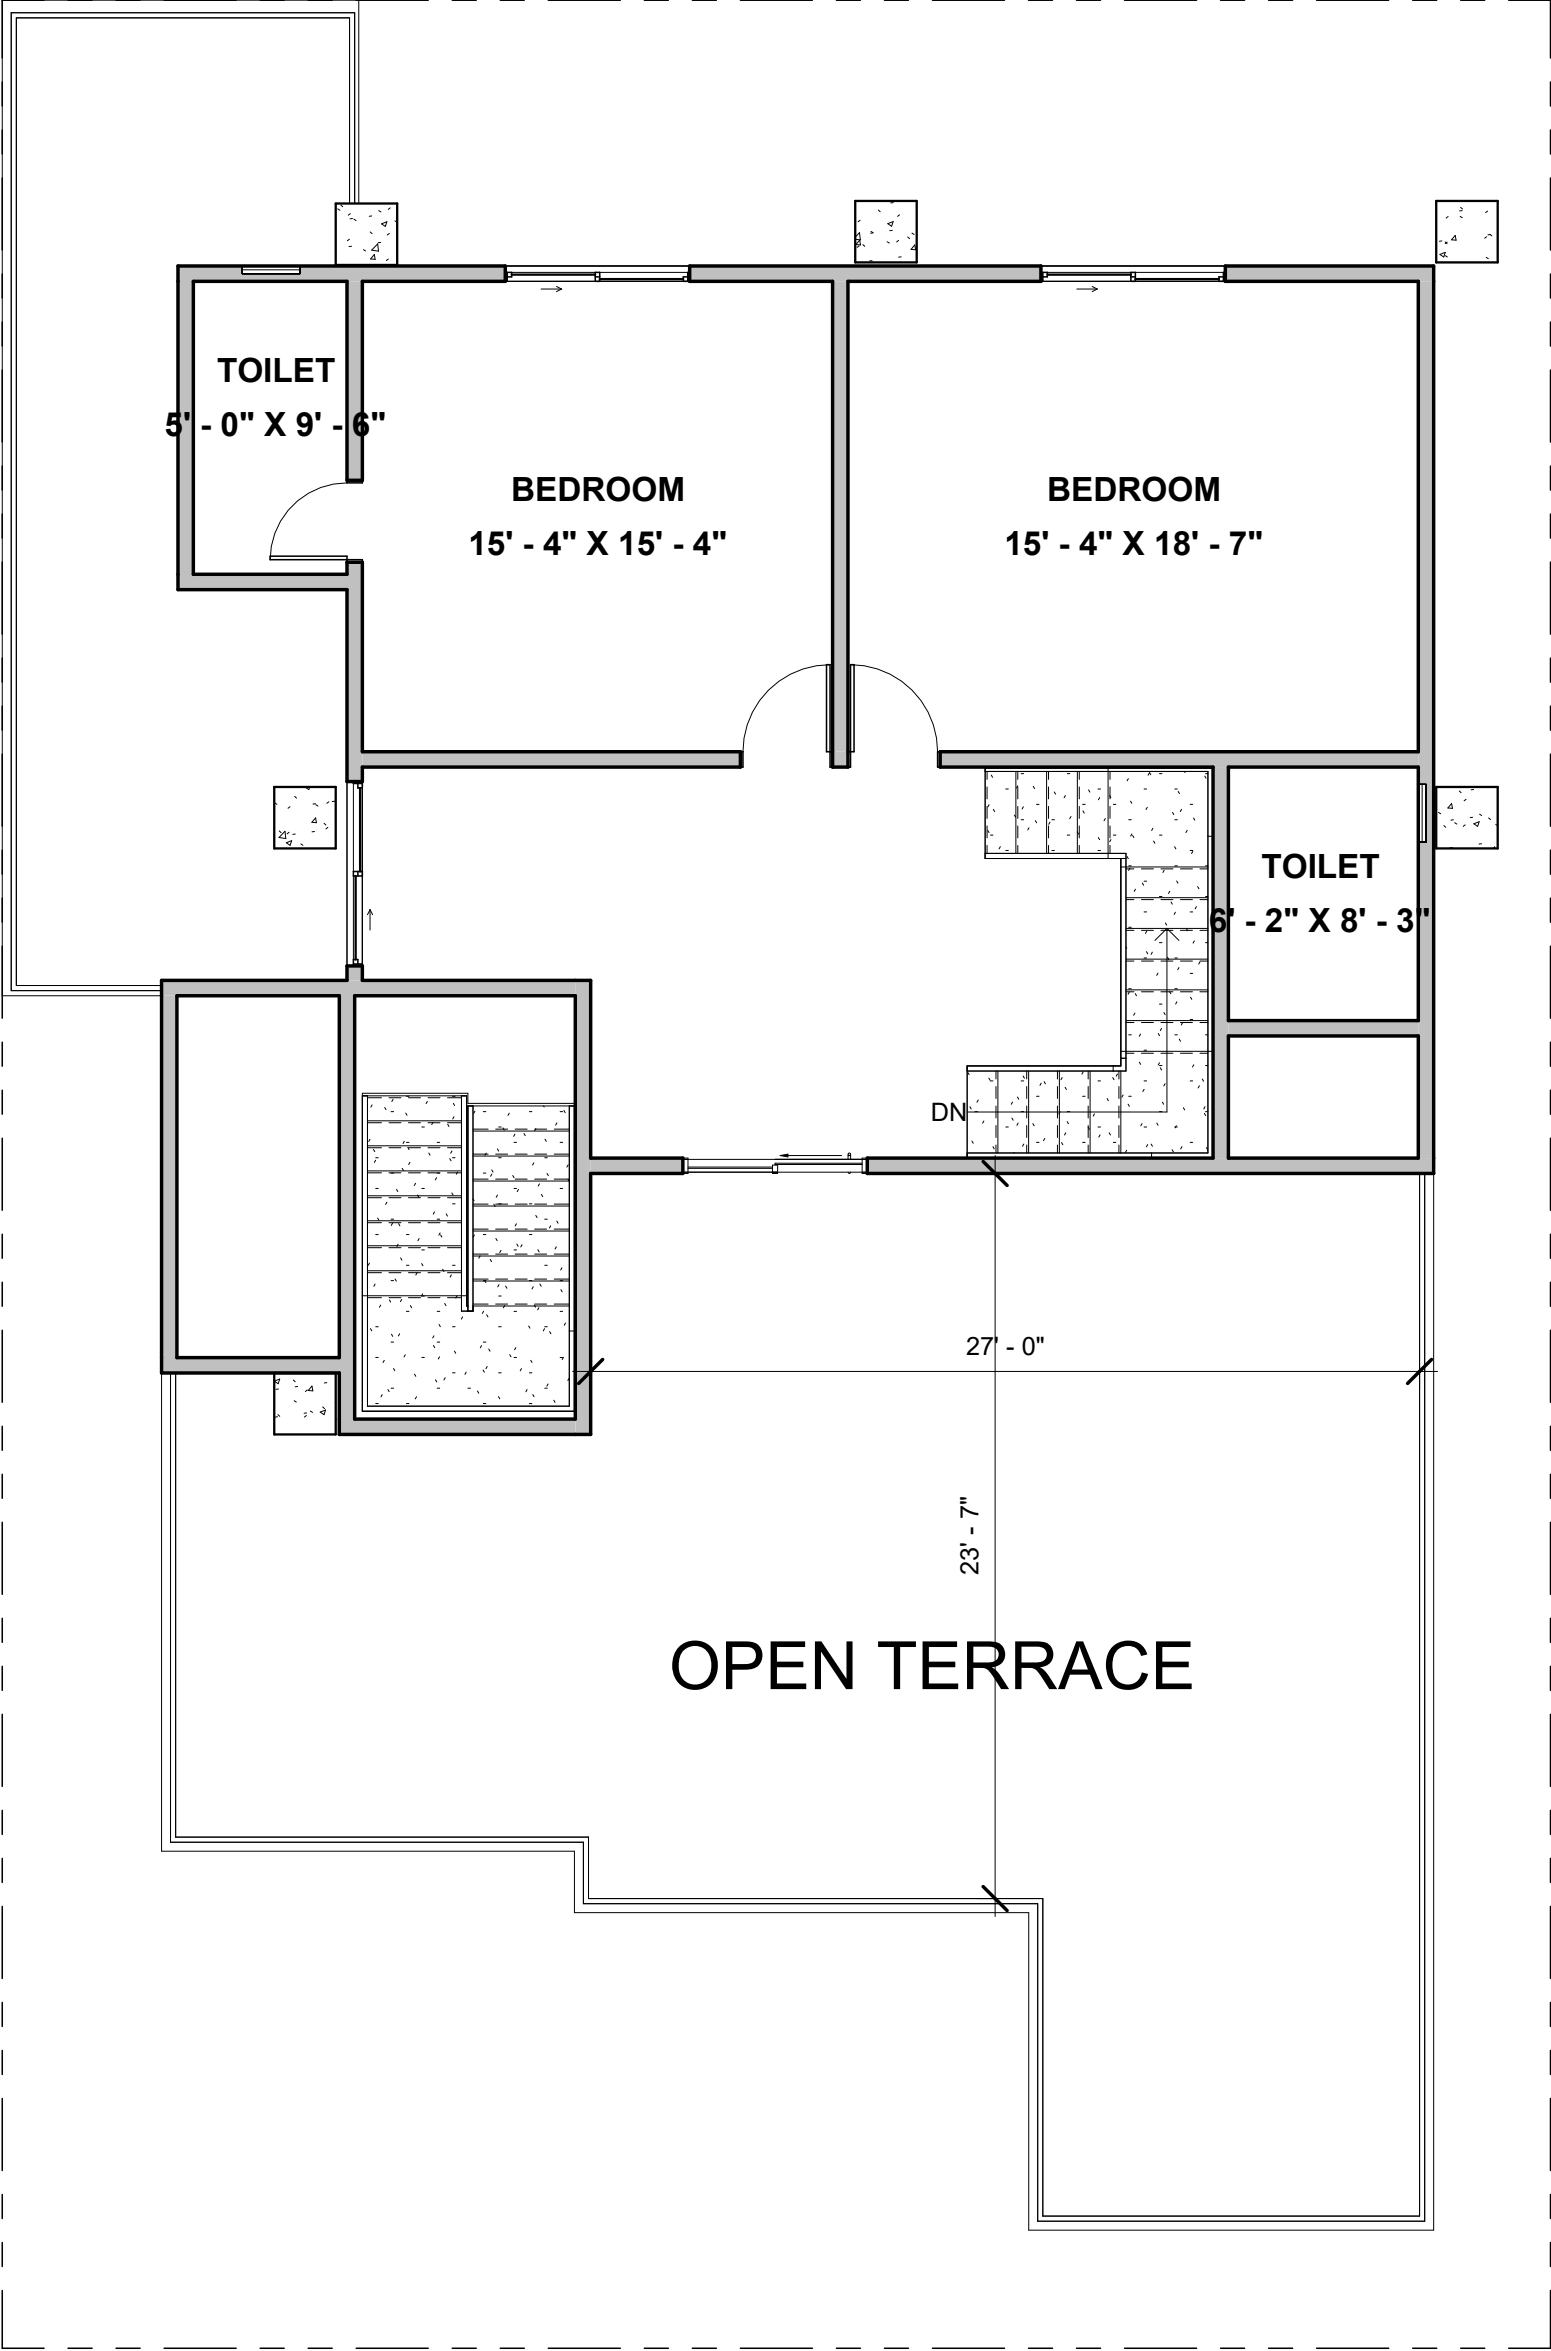 TOILET
5' - 0" X 9' - 6"
BEDROOM
15' - 4" X 15' - 4"
BEDROOM
15' - 4" X 18' - 7"
TOILET
6' - 2" X 8' - 3"
DN
27' - 0"
23' - 7"
OPEN TERRACE